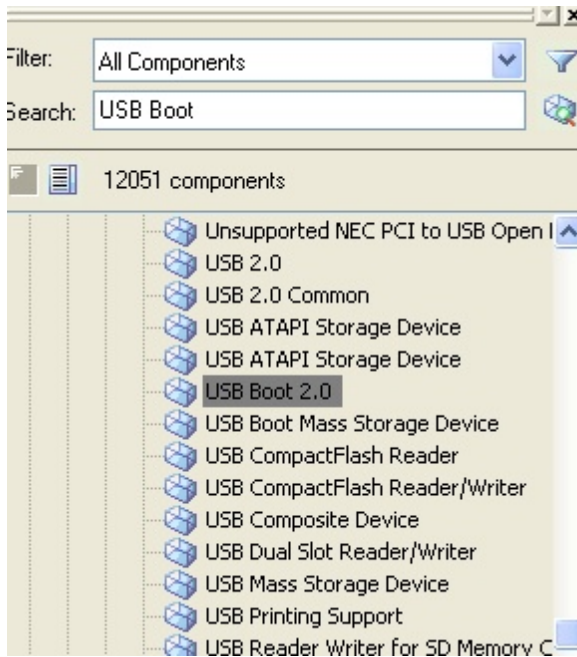 Filter:
All Components
Search:
USB Boot
12051 components
Unsupported NEC PCI to USB Open
USB 2.0
USB 2.0 Common
USB ATAPI Storage Device
USB ATAPI Storage Device
USB Boot 2.0
USB Boot Mass Storage Device
USB CompactFlash Reader
USB CompactFlash Reader/Writer
USB Composite Device
USB Dual Slot Reader/Writer
USB Mass Storage Device
USB Printing Support
USB Reader Writer for SD Memory C